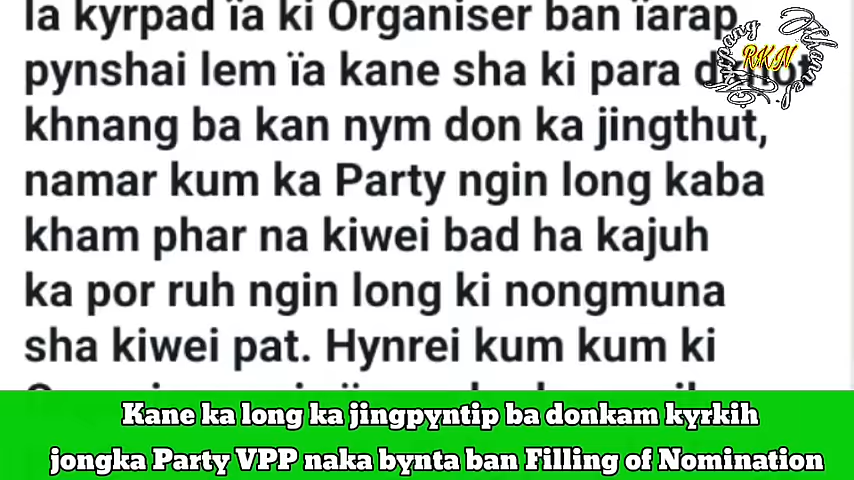 la kyrpad ïa ki Organiser ban ïarap
pynshai lem ïa kane sha ki para
khnang ba kan nym don ka jingthut,
namar kum ka Party ngin long kaba
kham phar na kiwei bad ha kajuh
ka por ruh ngin long ki nongmuna
sha kiwei pat. Hynrei kum kum ki
RKN
Kane ka long ka jingpyntip ba donkam kyrkih
jongka Party VPP naka bynta ban Filling of Nomination